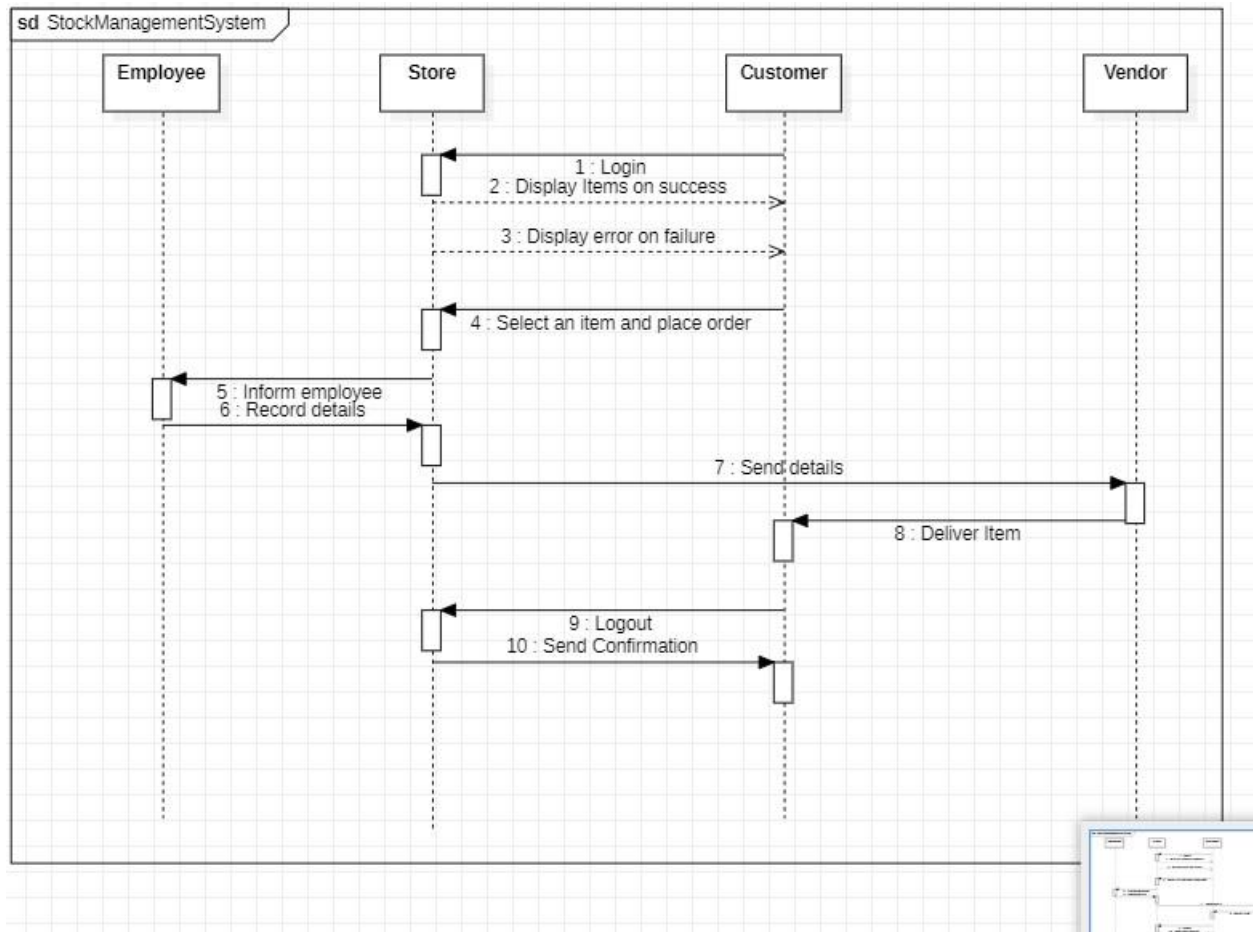 sd StockManagementSystem
Employee
Store
Customer
Vendor
1 : Login
2 : Display Items on success
3 : Display error on failure
4 : Select an item and place order
5 : Inform employee
6 : Record details
7 : Send details
8 : Deliver Item
9 : Logout
10 : Send Confirmation